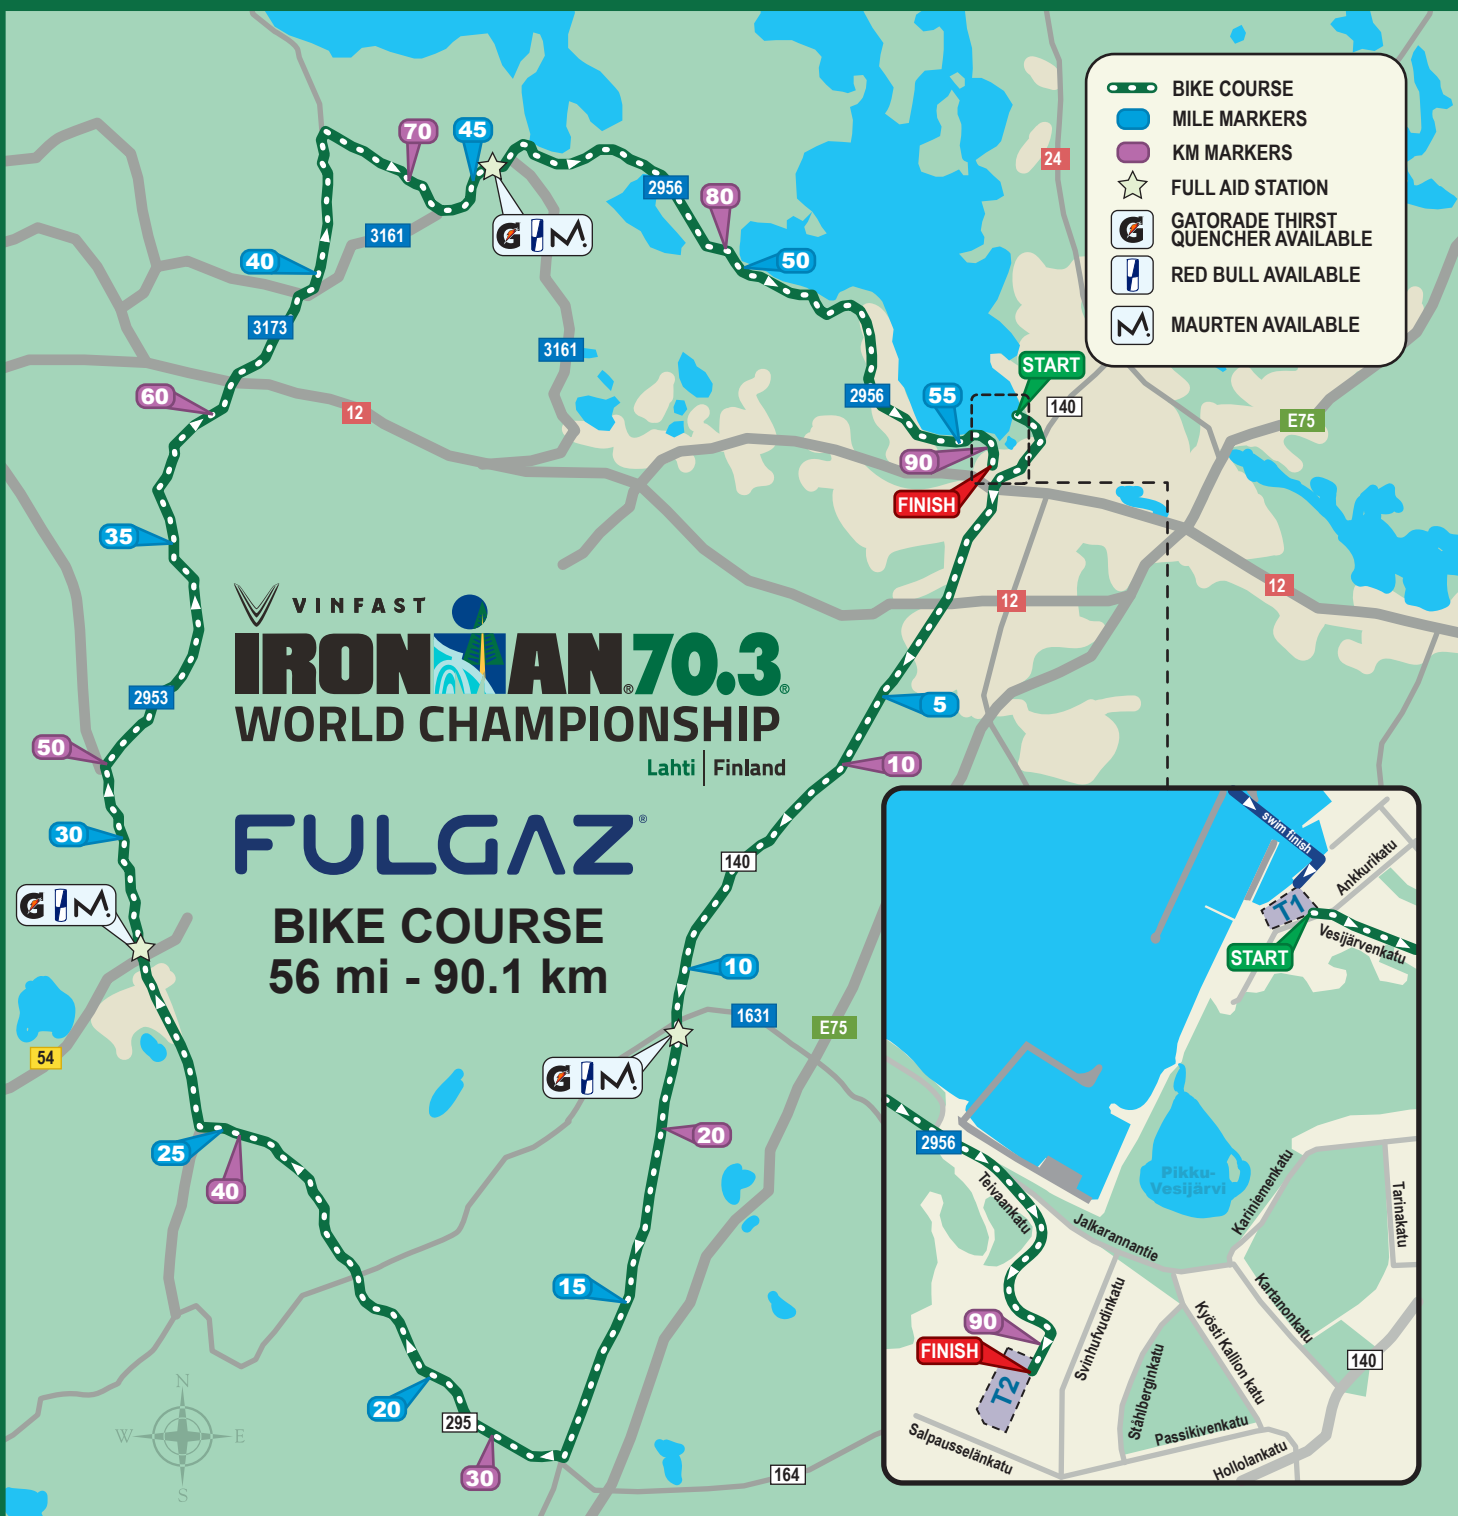 BIKE COURSE
MILE MARKERS
KM MARKERS
FULL AID STATION
GATORADE THIRST
QUENCHER AVAILABLE
RED BULL AVAILABLE
MAURTEN AVAILABLE
24
70
45
2956
80
3161
40
50
3173
3161
START
60
12
2956
55
140
E75
90
FINISH
35
12
12
VINFAST
IRONMAN® 70.3®
WORLD CHAMPIONSHIP
Lahti | Finland
2953
5
50
10
FULGAZ®
BIKE COURSE
56 mi - 90.1 km
30
140
G M.
10
1631
E75
54
G M.
20
25
40
15
20
295
30
164
N
W E
S
swim finish
Ankkurikatu
T1
START
Vesijärvenkatu
2956
Teivaankatu
Pikku-
Vesijärvi
Kariniemenkatu
Tarinakatu
Jalkarannantie
Kartanonkatu
Svinhufvudinkatu
Kyösti Kallion katu
90
FINISH
T2
Ståhlberginkatu
140
Passikivenkatu
Salpausselänkatu
Hollolankatu
G M.
G
M.